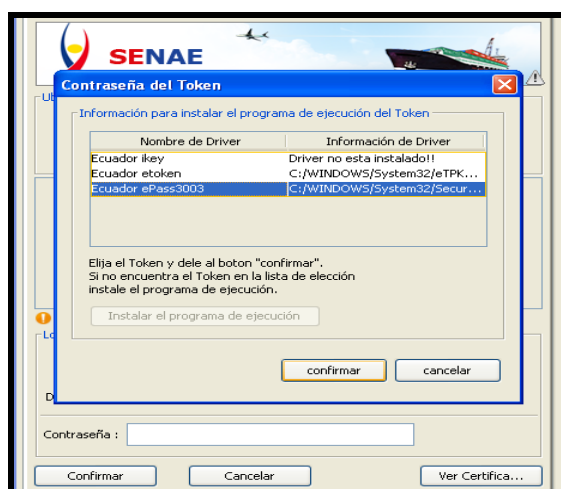 SENAE
Contraseña del Token
Información para instalar el programa de ejecución del Token
Nombre de Driver Información de Driver
Ecuador ikey Driver no esta instalado!!
Ecuador etoken C:/WINDOWS/System32/eTPK...
Ecuador ePass3003 C:/WINDOWS/System32/Secur...
Elija el Token y dele al boton "confirmar".
Si no encuentra el Token en la lista de elección
instale el programa de ejecución.
Instalar el programa de ejecución
confirmar cancelar
Contraseña :
Confirmar Cancelar Ver Certifica...